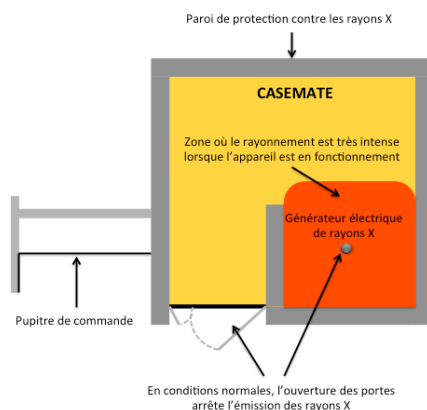 Paroi de protection contre les rayons X
CASEMATE
Zone où le rayonnement est très intense
lorsque l'appareil est en fonctionnement
Générateur électrique
de rayons X
Pupitre de commande
En conditions normales, l'ouverture des portes
arrête l'émission des rayons X